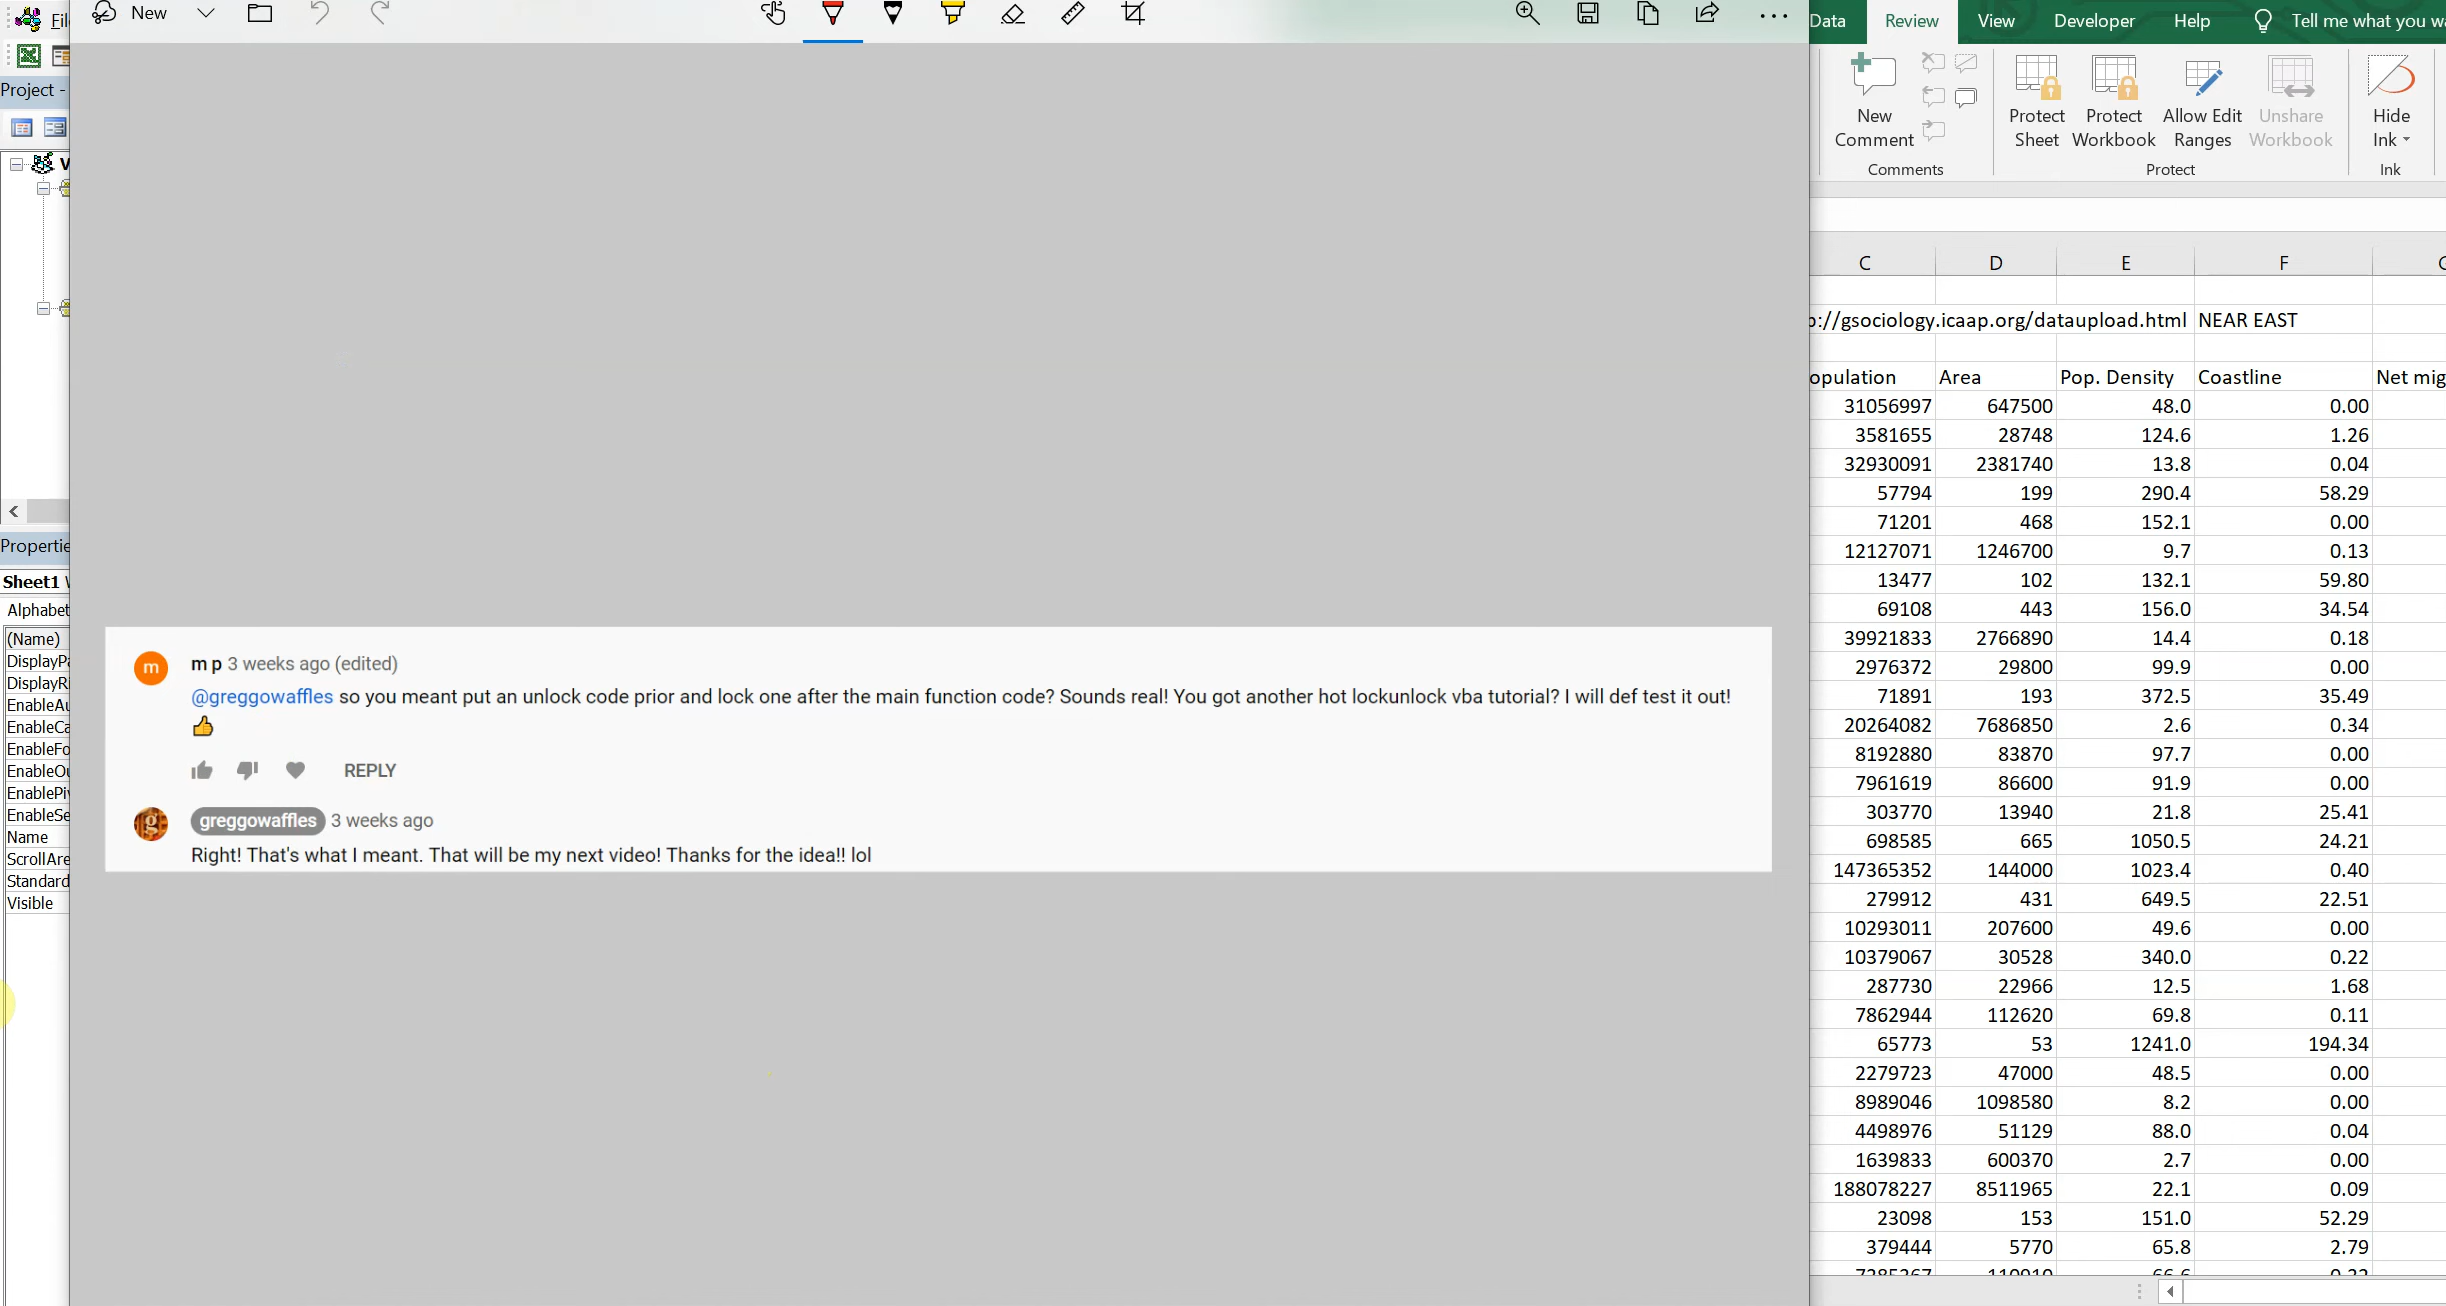 Fil
New
Data Review View Developer Help Tell me what you w
Project -
New Comment
Protect Sheet
Protect Workbook
Allow Edit Ranges
Unshare Workbook
Hide Ink
Comments Protect Ink
C D E F
p://gsociology.icaap.org/dataupload.html NEAR EAST
opulation Area Pop. Density Coastline Net mig
31056997 647500 48.0 0.00
3581655 28748 124.6 1.26
32930091 2381740 13.8 0.04
57794 199 290.4 58.29
71201 468 152.1 0.00
12127071 1246700 9.7 0.13
13477 102 132.1 59.80
69108 443 156.0 34.54
39921833 2766890 14.4 0.18
2976372 29800 99.9 0.00
71891 193 372.5 35.49
20264082 7686850 2.6 0.34
8192880 83870 97.7 0.00
7961619 86600 91.9 0.00
303770 13940 21.8 25.41
698585 665 1050.5 24.21
147365352 144000 1023.4 0.40
279912 431 649.5 22.51
10293011 207600 49.6 0.00
10379067 30528 340.0 0.22
287730 22966 12.5 1.68
7862944 112620 69.8 0.11
65773 53 1241.0 194.34
2279723 47000 48.5 0.00
8989046 1098580 8.2 0.00
4498976 51129 88.0 0.04
1639833 600370 2.7 0.00
188078227 8511965 22.1 0.09
23098 153 151.0 52.29
379444 5770 65.8 2.79
Propertie
Sheet1
Alphabet
(Name)
DisplayPa
DisplayRi
EnableAu
EnableCa
EnableFo
EnableOu
EnablePiv
EnableSe
Name
ScrollAre
Standard
Visible
m
m p 3 weeks ago (edited)
@greggowaffles so you meant put an unlock code prior and lock one after the main function code? Sounds real! You got another hot lockunlock vba tutorial? I will def test it out!
👍
REPLY
g
greggowaffles 3 weeks ago
Right! That's what I meant. That will be my next video! Thanks for the idea!! lol